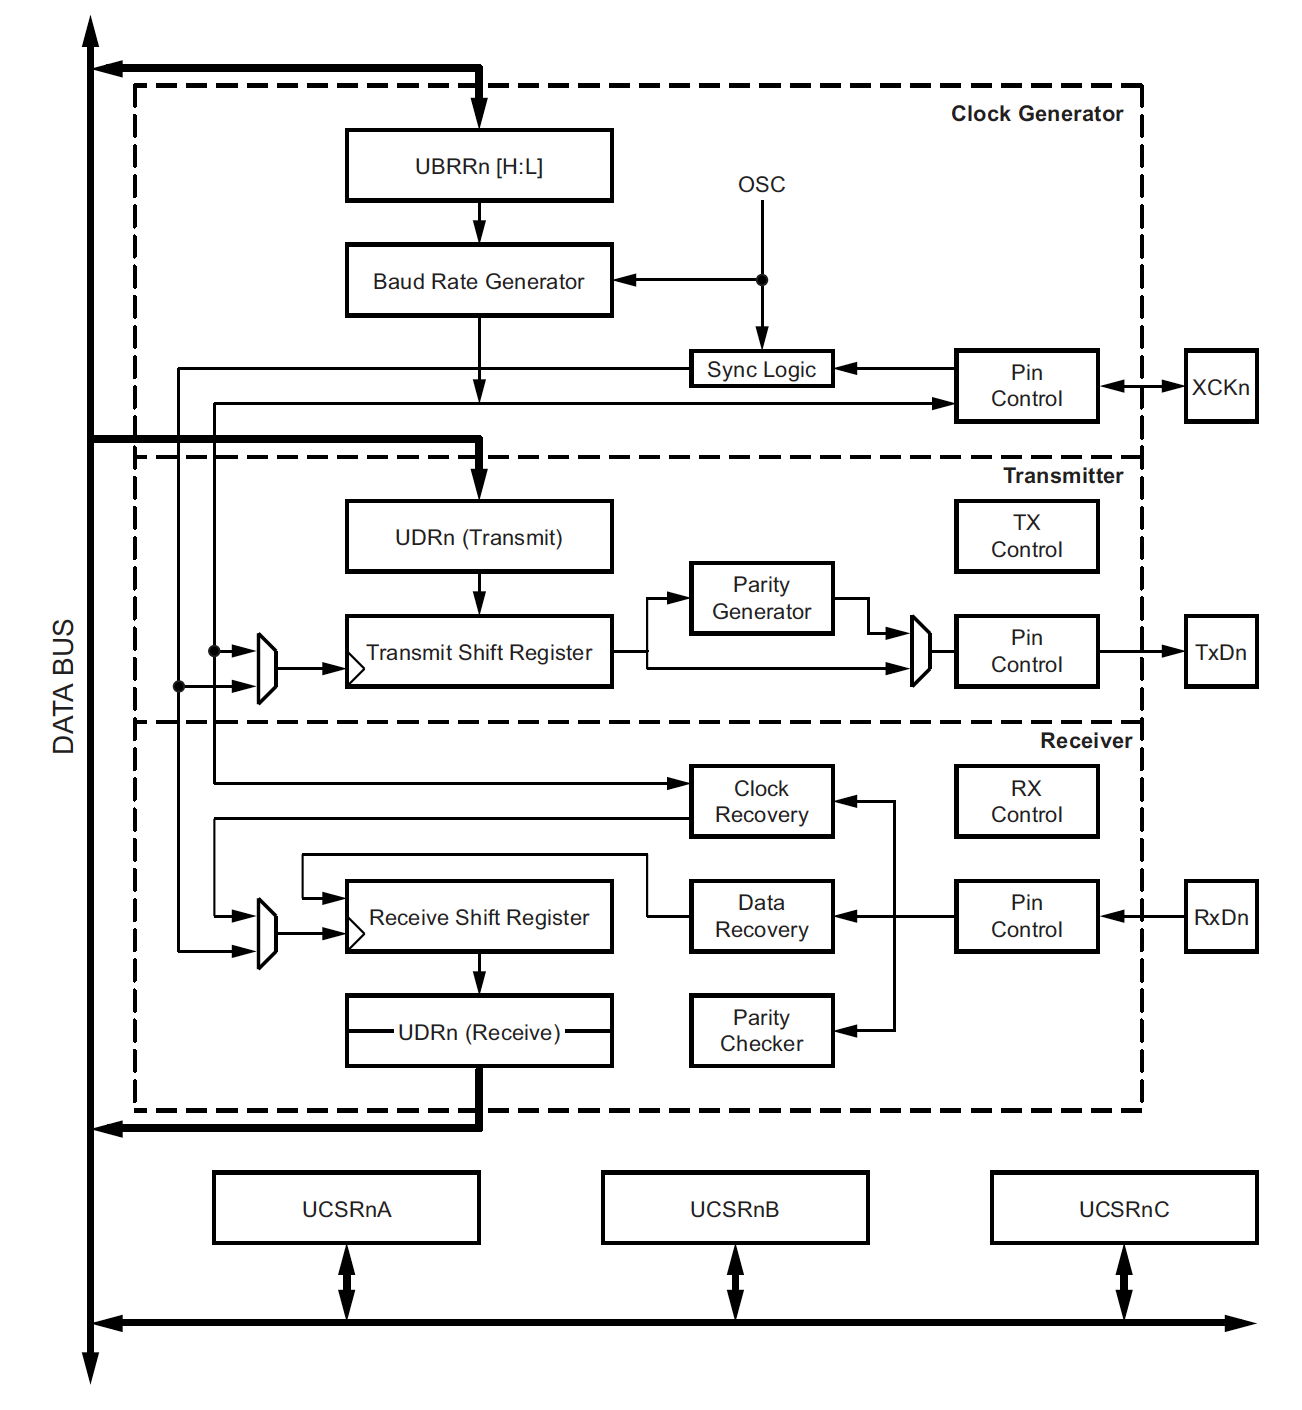 Clock Generator
UBRRn [H:L]
OSC
Baud Rate Generator
Sync Logic
Pin
Control
XCKn
Transmitter
UDRn (Transmit)
TX
Control
Parity
Generator
Transmit Shift Register
Pin
Control
TxDn
DATA BUS
Receiver
Clock
Recovery
RX
Control
Receive Shift Register
Data
Recovery
Pin
Control
RxDn
UDRn (Receive)
Parity
Checker
UCSRnA
UCSRnB
UCSRnC